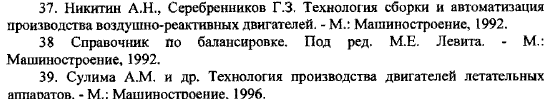 37. Никитин А.Н., Серебренников Г.З. Технология сборки и автоматизация
производства воздушно-реактивных двигателей. - М.: Машиностроение, 1992.
38 Справочник по балансировке. Под ред. М.Е. Левита. - М.:
Машиностроение, 1992.
39. Сулима А.М. и др. Технология производства двигателей летательных
аппаратов. - М.: Машиностроение, 1996.